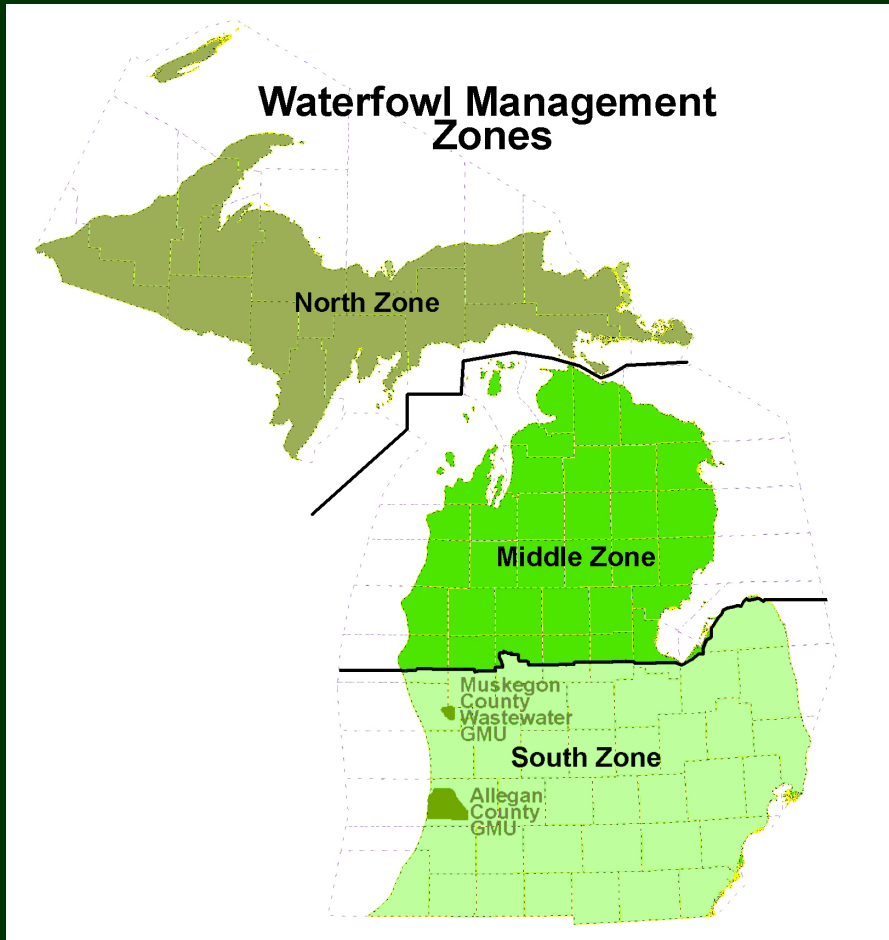 Waterfowl Management
Zones
North Zone
Middle Zone
Muskegon
County
Wastewater
GMU
South Zone
Allegan
County
GMU